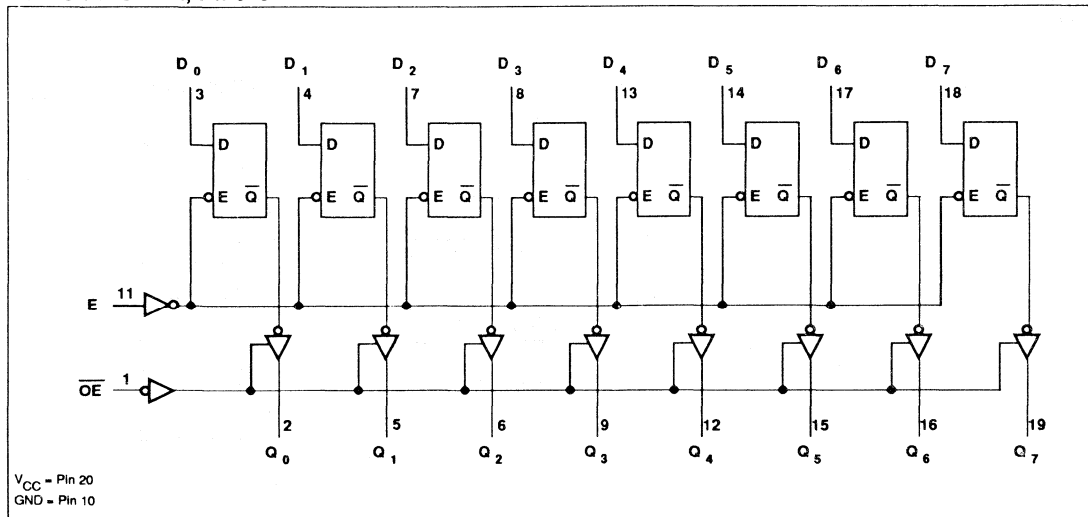 D0 D1 D2 D3 D4 D5 D6 D7
3 4 7 8 13 14 17 18
D D D D D D D D
E Q̅ E Q̅ E Q̅ E Q̅ E Q̅ E Q̅ E Q̅ E Q̅
E 11
O̅E̅ 1
2 5 6 9 12 15 16 19
Q0 Q1 Q2 Q3 Q4 Q5 Q6 Q7
VCC = Pin 20
GND = Pin 10